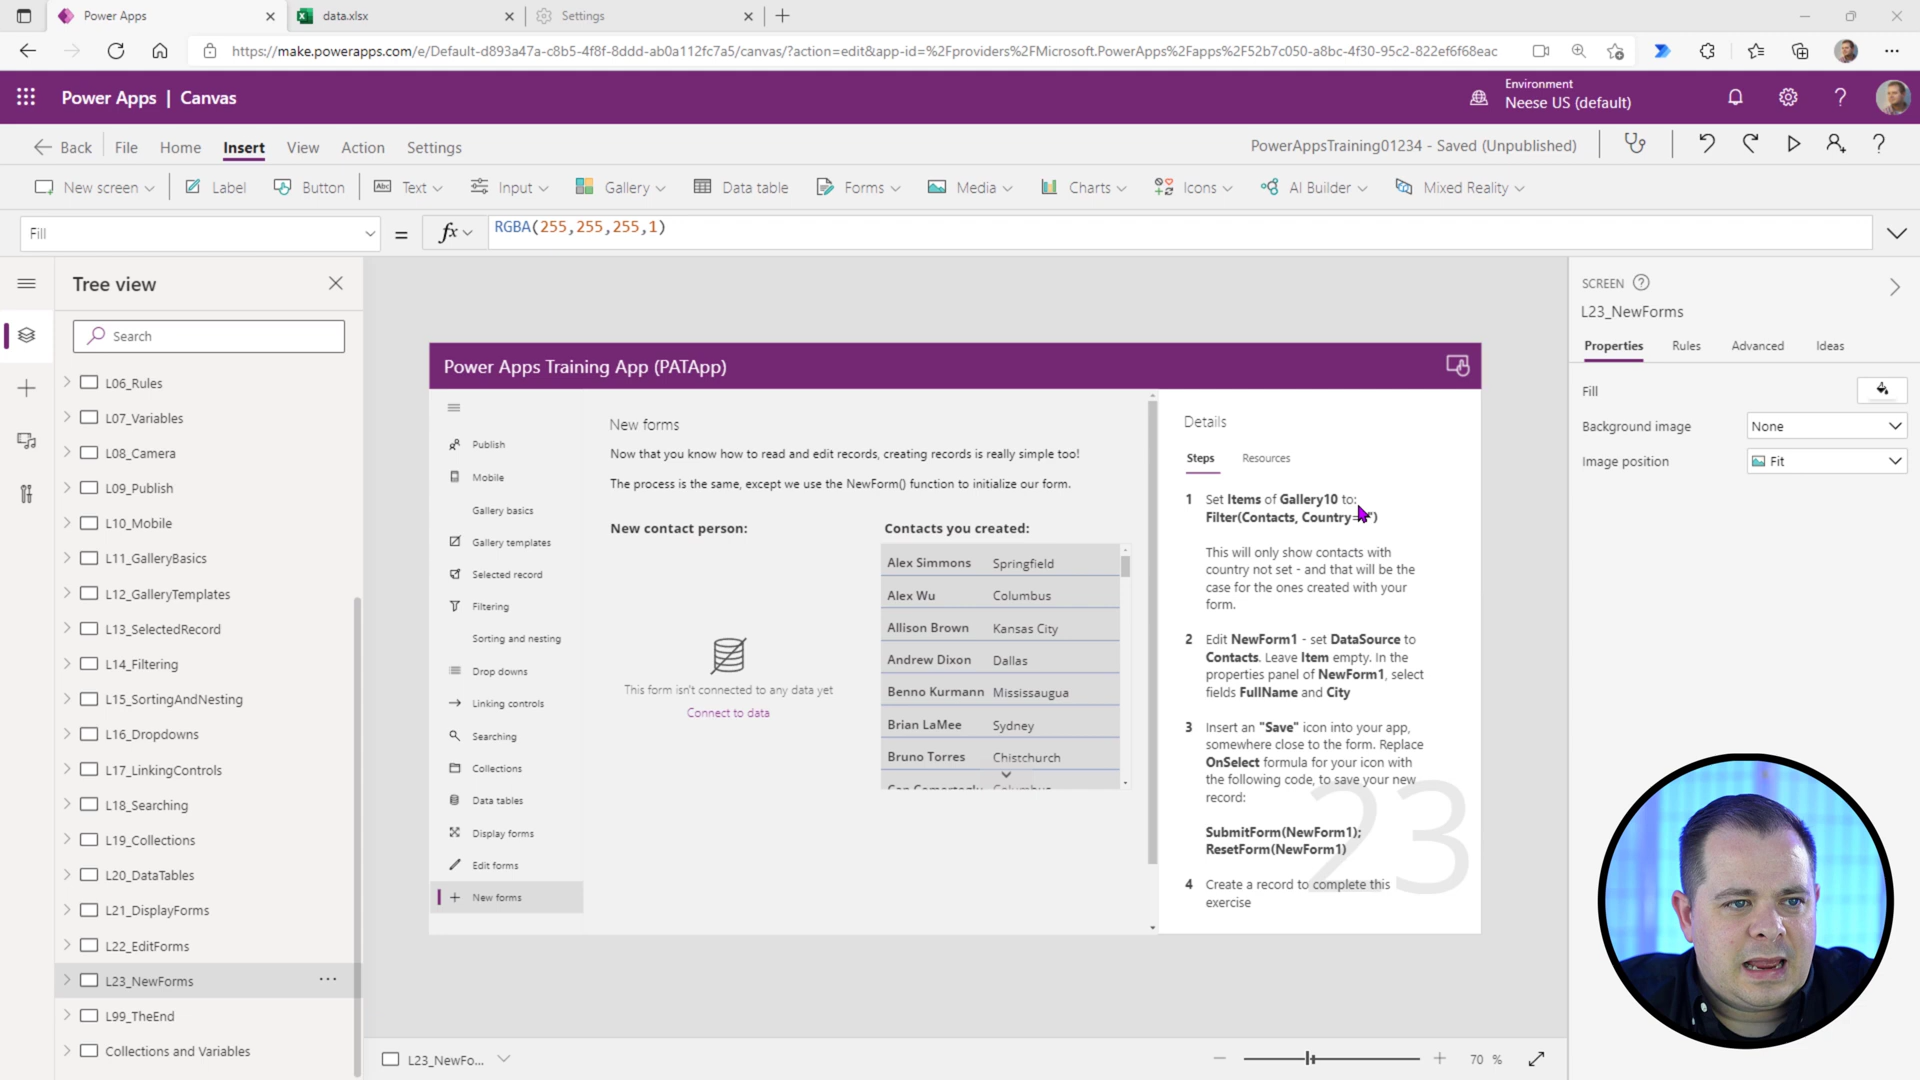 Power Apps
data.xlsx
Settings
https://make.powerapps.com/e/Default-d893a47a-c8b5-4f8f-8ddd-ab0a112fc7a5/canvas/?action=edit&app-id=%2Fproviders%2FMicrosoft.PowerApps%2Fapps%2F52b7c050-a8bc-4f30-95c2-822ef6f68eac
Power Apps | Canvas
Environment
Neese US (default)
Back
File
Home
Insert
View
Action
Settings
PowerAppsTraining01234 - Saved (Unpublished)
New screen
Label
Button
Text
Input
Gallery
Data table
Forms
Media
Charts
Icons
AI Builder
Mixed Reality
Fill
=
fx
RGBA(255,255,255,1)
Tree view
Search
L06_Rules
L07_Variables
L08_Camera
L09_Publish
L10_Mobile
L11_GalleryBasics
L12_GalleryTemplates
L13_SelectedRecord
L14_Filtering
L15_SortingAndNesting
L16_Dropdowns
L17_LinkingControls
L18_Searching
L19_Collections
L20_DataTables
L21_DisplayForms
L22_EditForms
L23_NewForms
L99_TheEnd
Collections and Variables
Power Apps Training App (PATApp)
Publish
Mobile
Gallery basics
Gallery templates
Selected record
Filtering
Sorting and nesting
Drop downs
Linking controls
Searching
Collections
Data tables
Display forms
Edit forms
New forms
New forms
Now that you know how to read and edit records, creating records is really simple too!
The process is the same, except we use the NewForm() function to initialize our form.
New contact person:
This form isn't connected to any data yet
Connect to data
Contacts you created:
Alex Simmons Springfield
Alex Wu Columbus
Allison Brown Kansas City
Andrew Dixon Dallas
Benno Kurmann Mississaugua
Brian LaMee Sydney
Bruno Torres Chistchurch
Details
Steps
Resources
1 Set Items of Gallery10 to:
Filter(Contacts, Country="")
This will only show contacts with
country not set - and that will be the
case for the ones created with your
form.
2 Edit NewForm1 - set DataSource to
Contacts. Leave Item empty. In the
properties panel of NewForm1, select
fields FullName and City
3 Insert an "Save" icon into your app,
somewhere close to the form. Replace
OnSelect formula for your icon with
the following code, to save your new
record:
SubmitForm(NewForm1);
ResetForm(NewForm1)
4 Create a record to complete this
exercise
23
L23_NewFo...
70 %
SCREEN
L23_NewForms
Properties
Rules
Advanced
Ideas
Fill
Background image
None
Image position
Fit